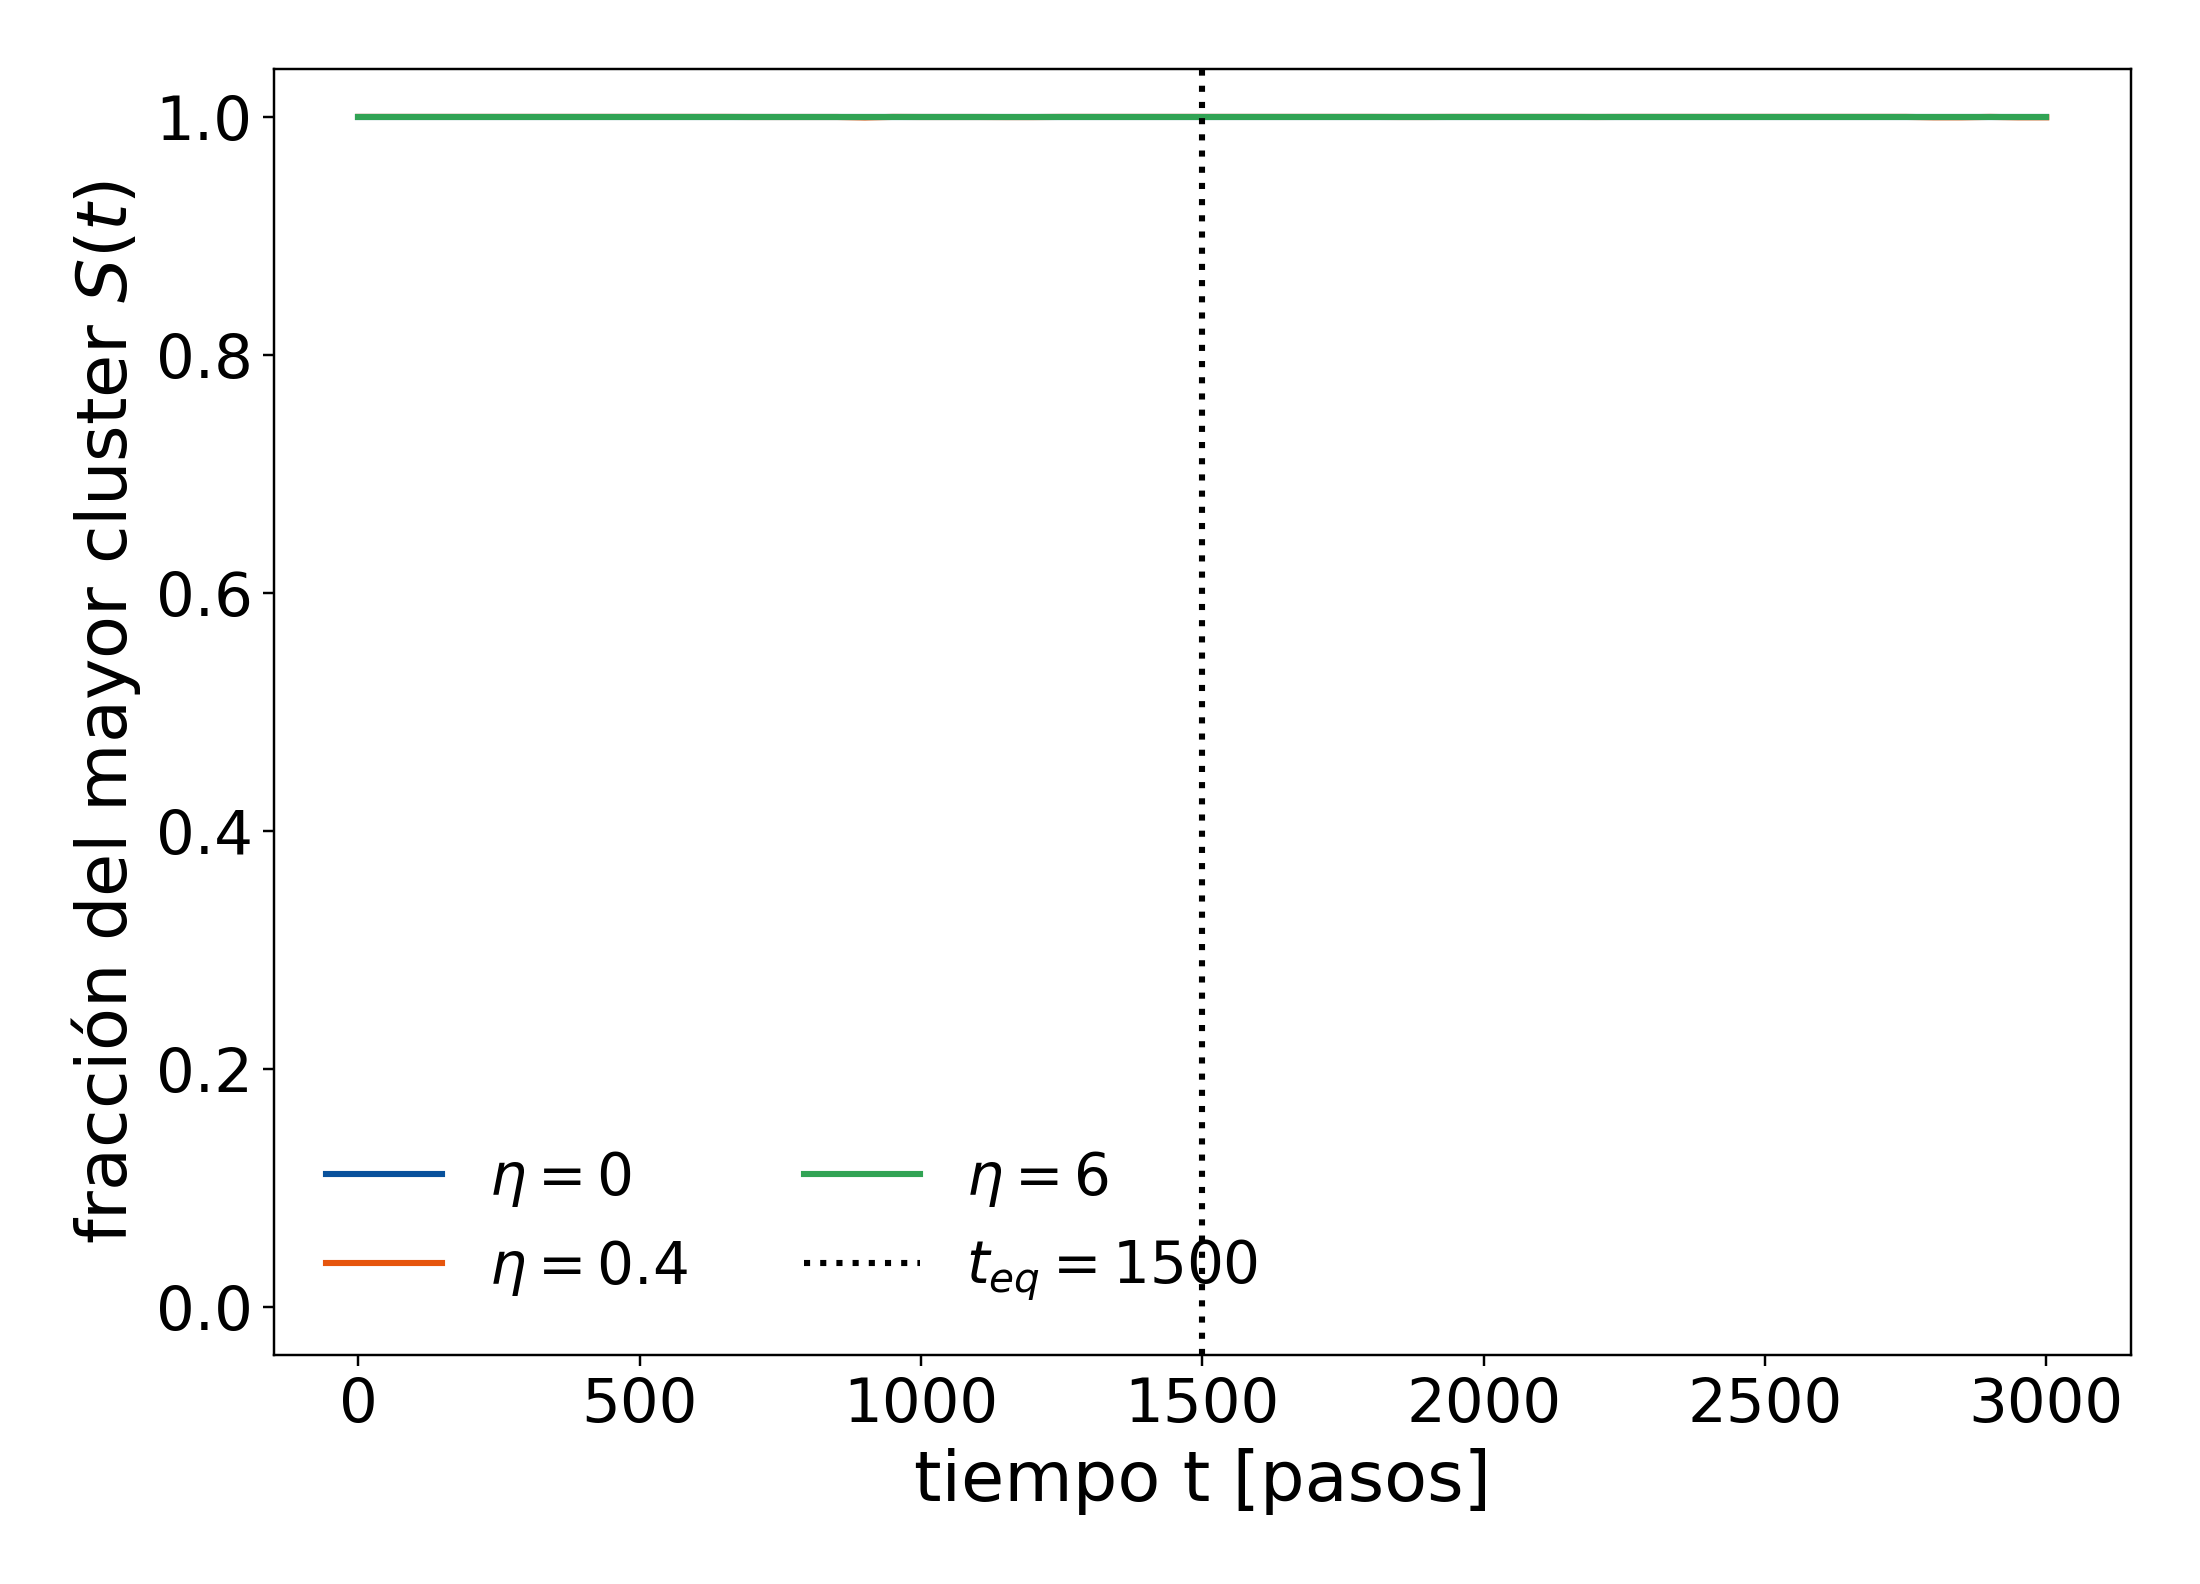 fracción del mayor cluster S(t)
1.0
0.8
0.6
0.4
0.2
0.0
η = 0
η = 0.4
η = 6
t_eq = 1500
0 500 1000 1500 2000 2500 3000
tiempo t [pasos]